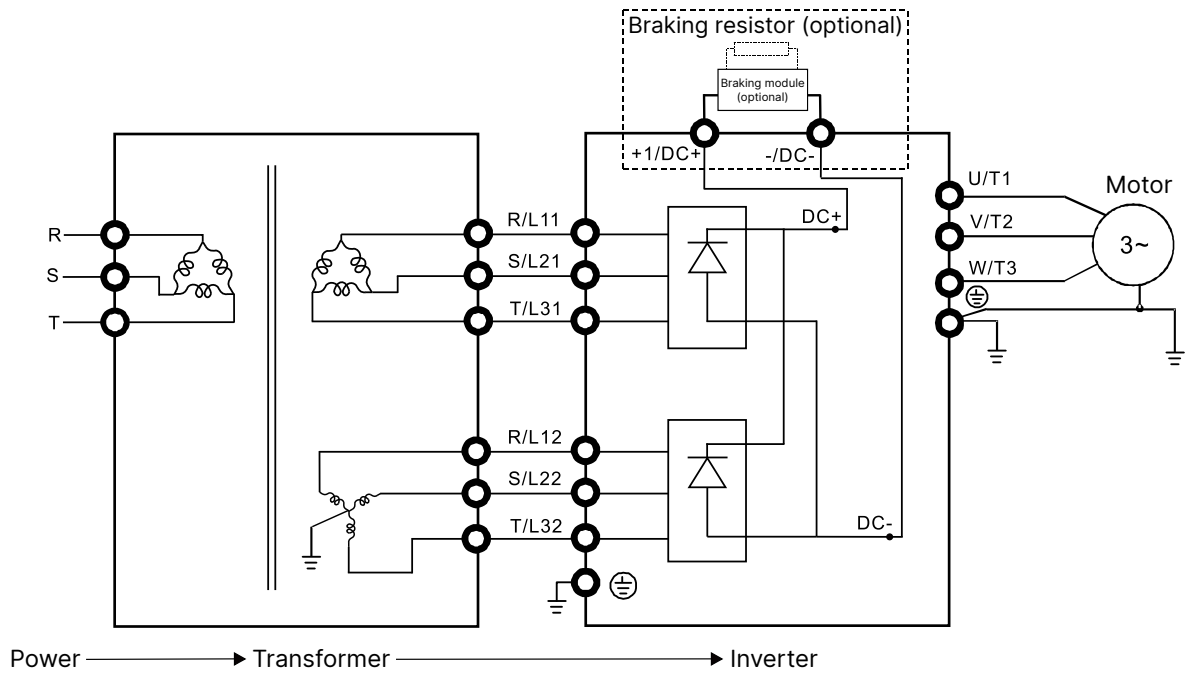 Braking resistor (optional)
Braking module
(optional)
+1/DC+
-/DC-
R
S
T
R/L11
S/L21
T/L31
DC+
U/T1
V/T2
W/T3
Motor
3~
R/L12
S/L22
T/L32
DC-
Power
Transformer
Inverter